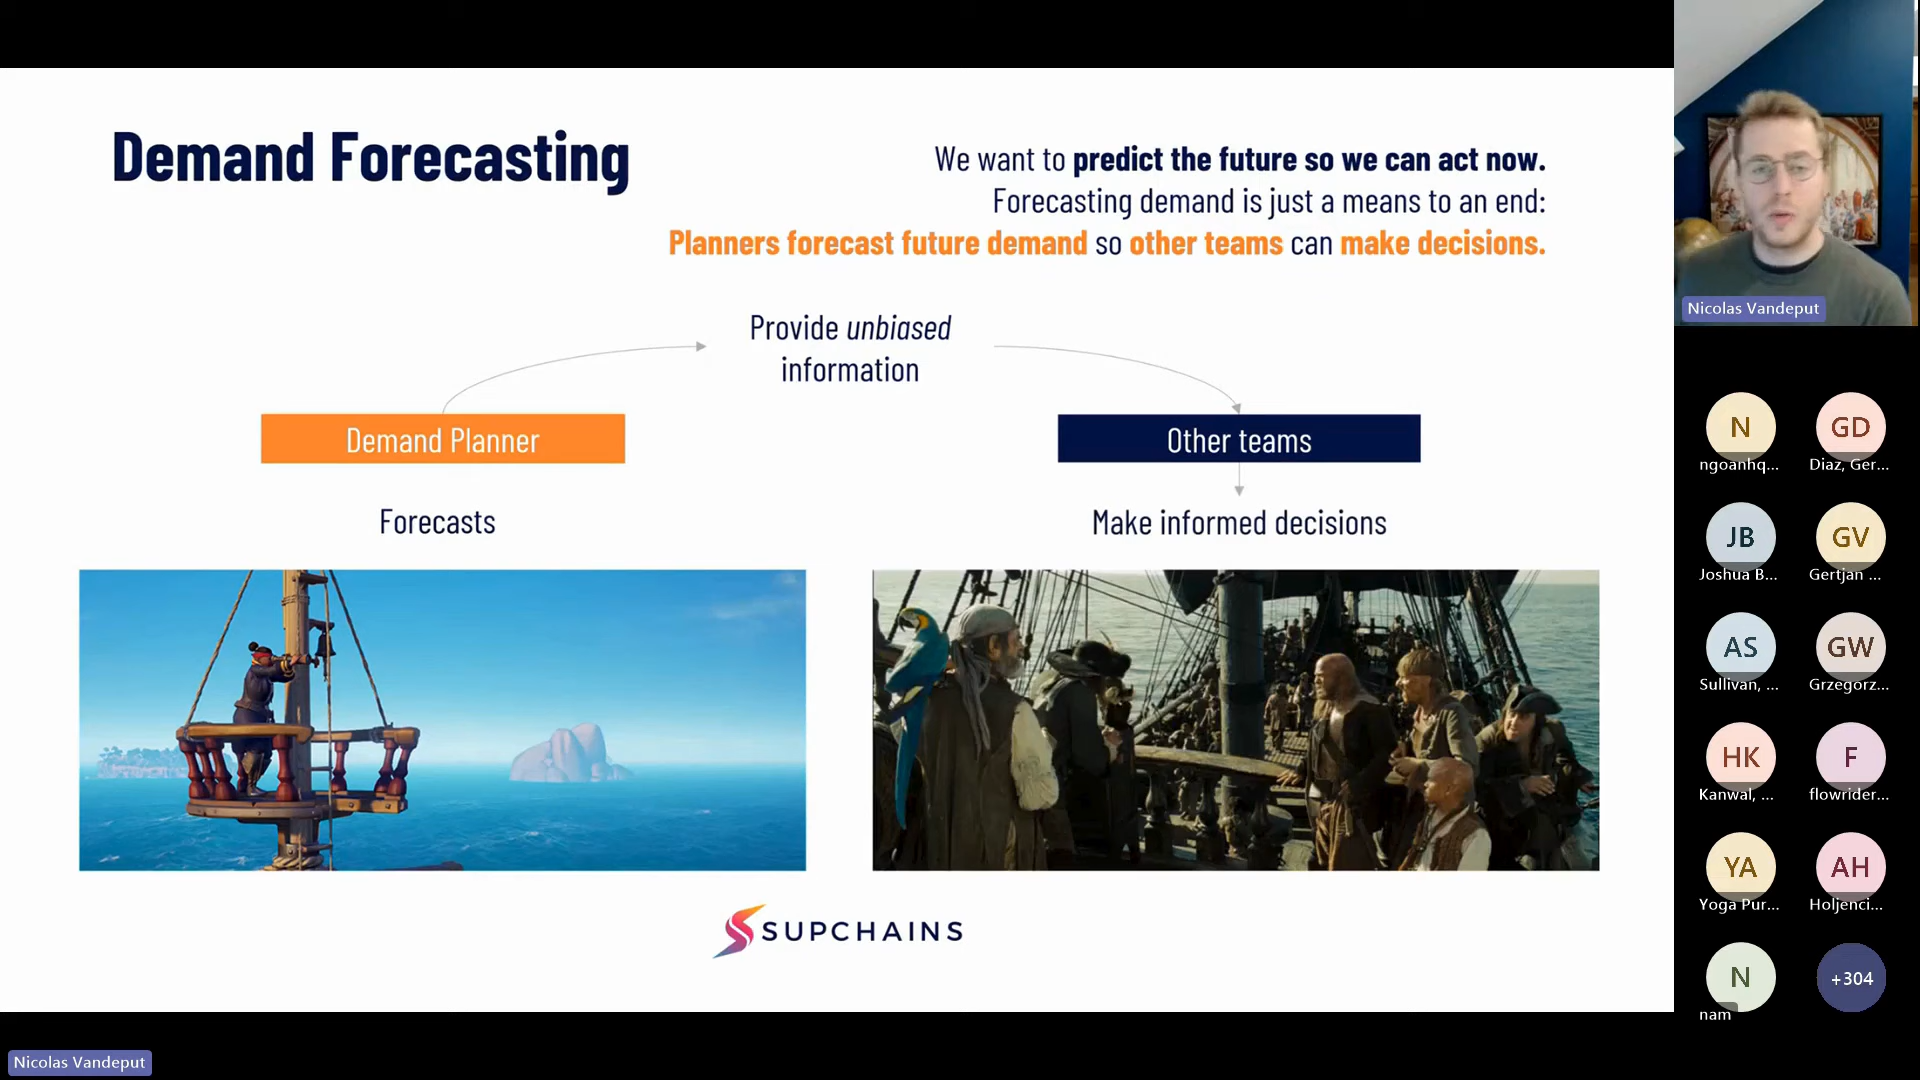 Demand Forecasting
We want to predict the future so we can act now.
Forecasting demand is just a means to an end:
Planners forecast future demand so other teams can make decisions.
Provide unbiased
information
Demand Planner
Other teams
Forecasts
Make informed decisions
SUPCHAINS
Nicolas Vandeput
N
ngoanhq...
GD
Diaz, Ger...
JB
Joshua B...
GV
Gertjan ...
AS
Sullivan, ...
GW
Grzegorz...
HK
Kanwal, ...
F
flowrider...
YA
Yoga Pur...
AH
Holjenci...
N
nam
+304
Nicolas Vandeput